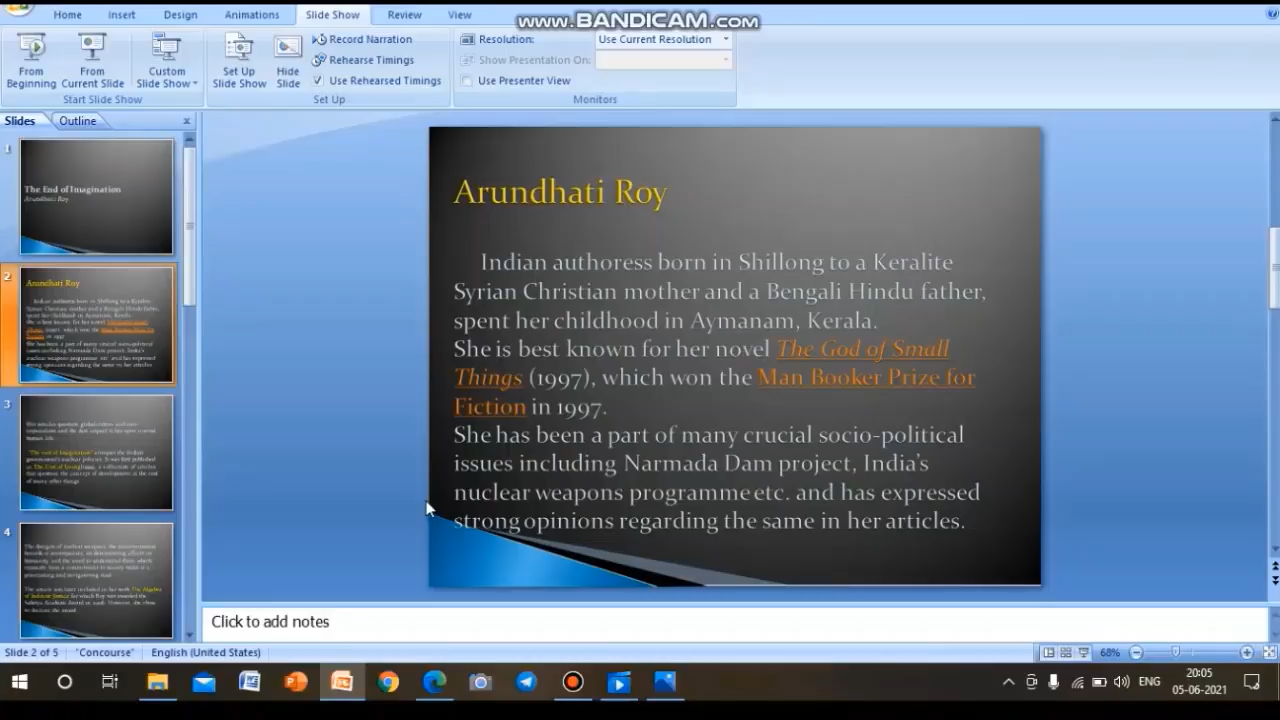 www.BANDICAM.com
Home Insert Design Animations Slide Show Review View
From Beginning
From Current Slide
Custom Slide Show
Start Slide Show
Set Up Slide Show
Hide Slide
Record Narration
Rehearse Timings
Use Rehearsed Timings
Set Up
Resolution: Use Current Resolution
Show Presentation On:
Use Presenter View
Monitors
Slides Outline x
1
The End of Imagination
Arundhati Roy
2
Arundhati Roy
3
4
Arundhati Roy
Indian authoress born in Shillong to a Keralite
Syrian Christian mother and a Bengali Hindu father,
spent her childhood in Aymanam, Kerala.
She is best known for her novel The God of Small
Things (1997), which won the Man Booker Prize for
Fiction in 1997.
She has been a part of many crucial socio-political
issues including Narmada Dam project, India's
nuclear weapons programme etc. and has expressed
strong opinions regarding the same in her articles.
Click to add notes
Slide 2 of 5 "Concourse" English (United States) 68%
ENG
20:05
05-06-2021